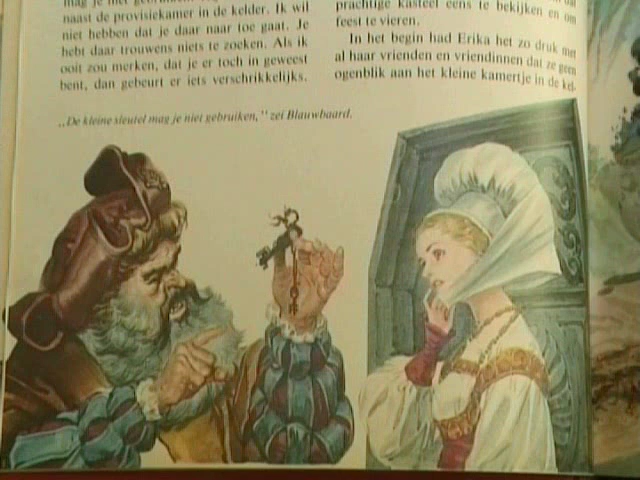 mag je niet
naast de provisiekamer in de kelder. Ik wil
niet hebben dat je daar naar toe gaat. Je
hebt daar trouwens niets te zoeken. Als ik
ooit zou merken, dat je er toch in geweest
bent, dan gebeurt er iets verschrikkelijks.
„De kleine sleutel mag je niet gebruiken," zei Blauwbaard.
prachtige kasteel eens te bekijken en om
feest te vieren.
In het begin had Erika het zo druk met
al haar vrienden en vriendinnen dat ze geen
ogenblik aan het kleine kamertje in de kel-